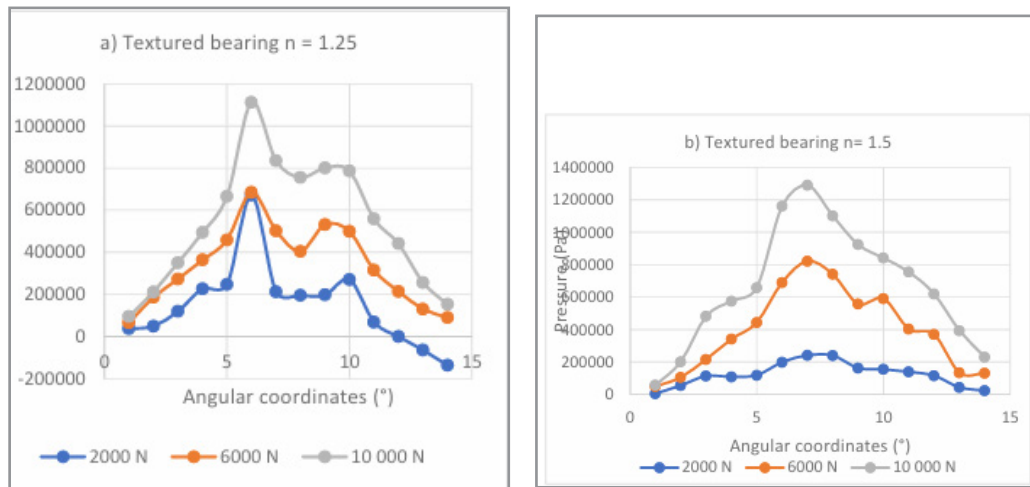 a) Textured bearing n = 1.25
1200000
1000000
800000
600000
400000
200000
0
-200000
0
5
10
15
Angular coordinates (°)
2000 N
6000 N
10 000 N
b) Textured bearing n= 1.5
Pressure (Pa)
1400000
1200000
1000000
800000
600000
400000
200000
0
0
5
10
15
Angular coordinates (°)
2000 N
6000 N
10 000 N